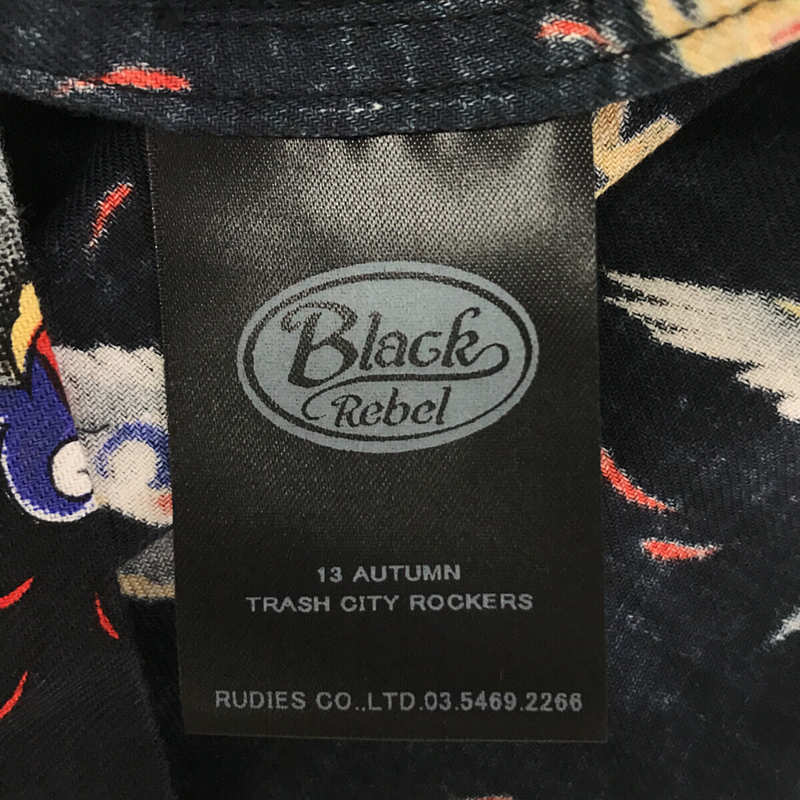 Black
Rebel
13 AUTUMN
TRASH CITY ROCKERS
RUDIES CO.,LTD.03.5469.2266